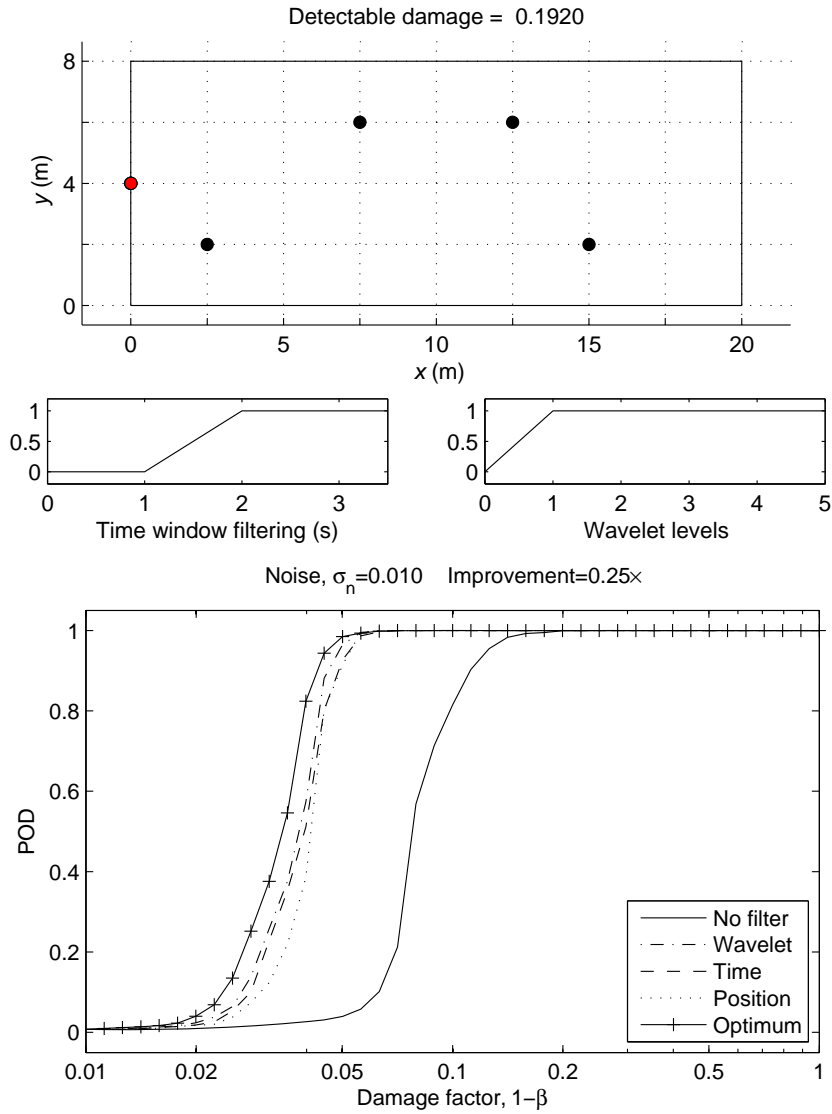 Detectable damage = 0.1920
8
4
0
y (m)
0 5 10 15 20
x (m)
1
0.5
0
0 1 2 3
Time window filtering (s)
1
0.5
0
0 1 2 3 4 5
Wavelet levels
Noise, σn=0.010 Improvement=0.25×
1
0.8
0.6
0.4
0.2
0
POD
0.01 0.02 0.05 0.1 0.2 0.5 1
Damage factor, 1−β
No filter
Wavelet
Time
Position
Optimum